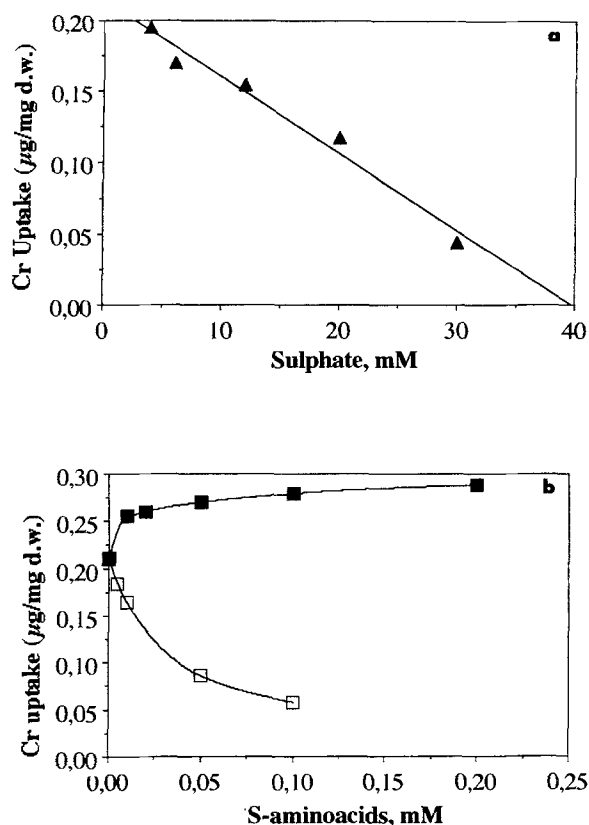 a
0,20
0,15
0,10
0,05
0,00
Cr Uptake (µg/mg d.w.)
0 10 20 30 40
Sulphate, mM
b
0,30
0,25
0,20
0,15
0,10
0,05
0,00
Cr uptake (µg/mg d.w.)
0,00 0,05 0,10 0,15 0,20 0,25
S-aminoacids, mM